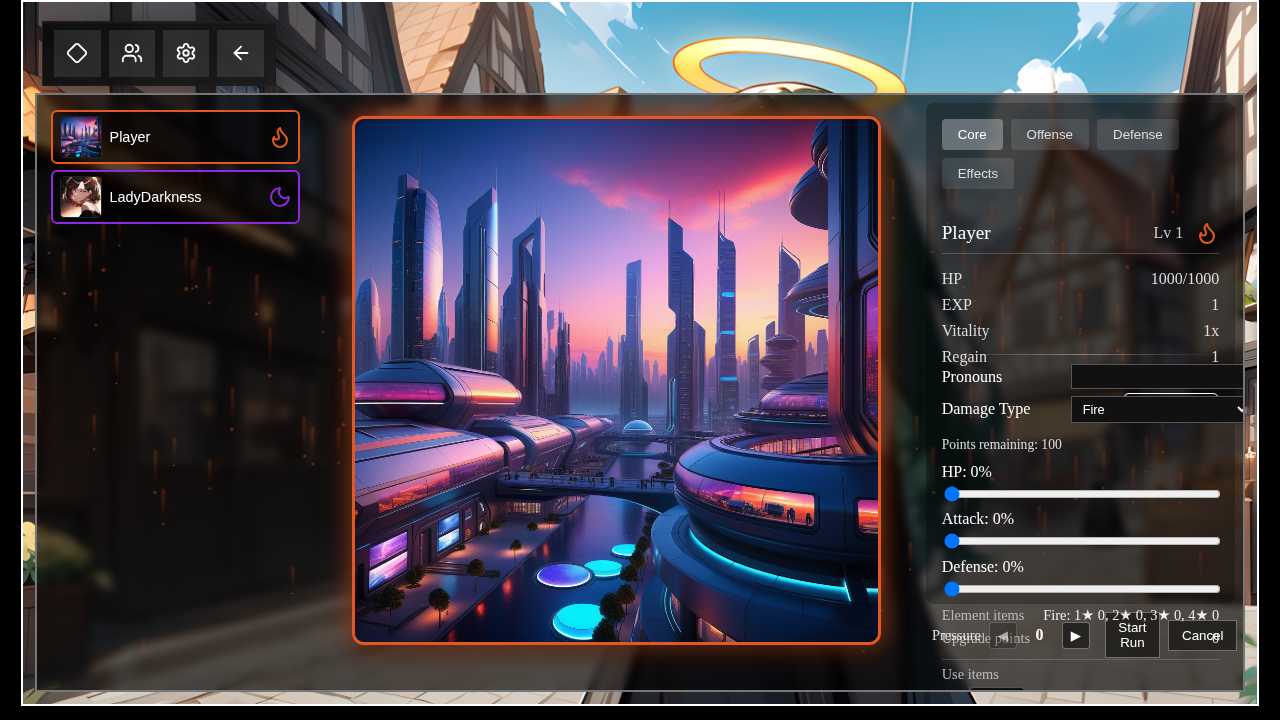 Player
LadyDarkness
Core Offense Defense
Effects
Player Lv 1
HP 1000/1000
EXP 1
Vitality 1x
Regain 1
Pronouns
Damage Type Fire
Points remaining: 100
HP: 0%
Attack: 0%
Defense: 0%
Element items Fire: 1★ 0, 2★ 0, 3★ 0, 4★ 0
Pressure ◀ 0 ▶ Start Run Cancel
Upgrade points 0
Use items